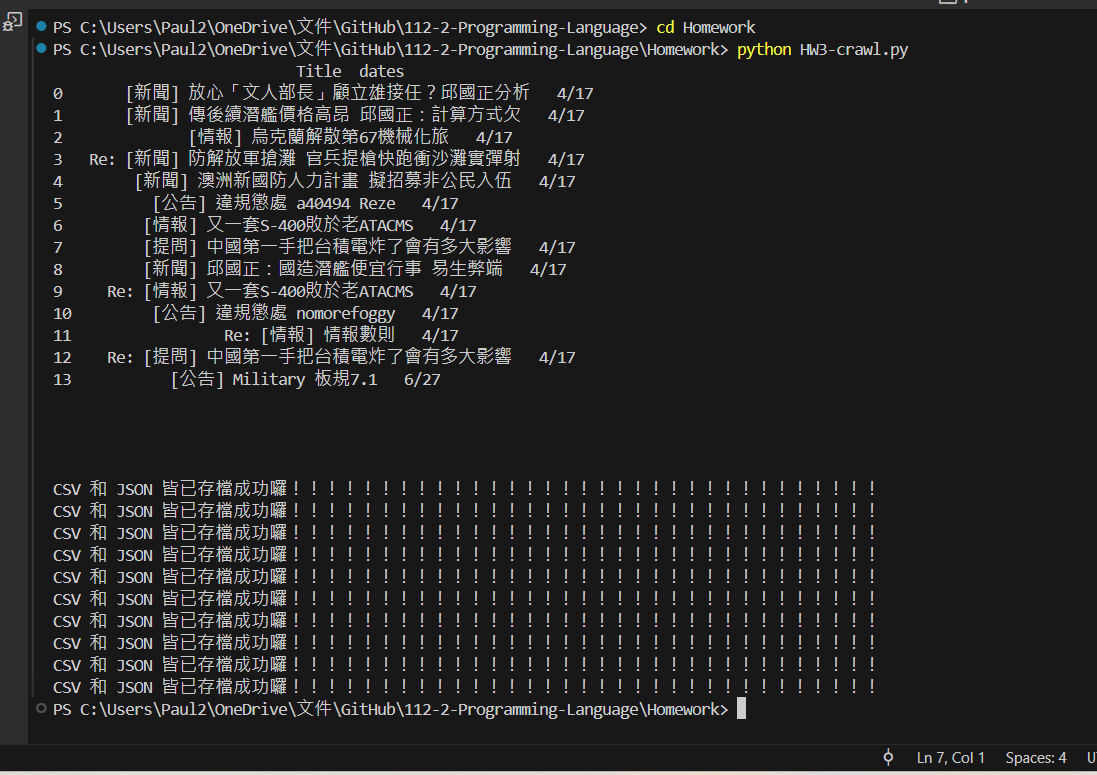 PS C:\Users\Paul2\OneDrive\文件\GitHub\112-2-Programming-Language> cd Homework
PS C:\Users\Paul2\OneDrive\文件\GitHub\112-2-Programming-Language\Homework> python HW3-crawl.py
Title dates
0 [新聞] 放心「文人部長」顧立雄接任？邱國正分析 4/17
1 [新聞] 傳後續潛艦價格高昂 邱國正：計算方式欠 4/17
2 [情報] 烏克蘭解散第67機械化旅 4/17
3 Re: [新聞] 防解放軍搶灘 官兵提槍快跑衝沙灘實彈射 4/17
4 [新聞] 澳洲新國防人力計畫 擬招募非公民入伍 4/17
5 [公告] 違規懲處 a40494 Reze 4/17
6 [情報] 又一套S-400敗於老ATACMS 4/17
7 [提問] 中國第一手把台積電炸了會有多大影響 4/17
8 [新聞] 邱國正：國造潛艦便宜行事 易生弊端 4/17
9 Re: [情報] 又一套S-400敗於老ATACMS 4/17
10 [公告] 違規懲處 nomorefoggy 4/17
11 Re: [情報] 情報數則 4/17
12 Re: [提問] 中國第一手把台積電炸了會有多大影響 4/17
13 [公告] Military 板規7.1 6/27
CSV 和 JSON 皆已存檔成功囉！！！！！！！！！！！！！！！！！！！！！！！！！！！！！！！！！
CSV 和 JSON 皆已存檔成功囉！！！！！！！！！！！！！！！！！！！！！！！！！！！！！！！！！
CSV 和 JSON 皆已存檔成功囉！！！！！！！！！！！！！！！！！！！！！！！！！！！！！！！！！
CSV 和 JSON 皆已存檔成功囉！！！！！！！！！！！！！！！！！！！！！！！！！！！！！！！！！
CSV 和 JSON 皆已存檔成功囉！！！！！！！！！！！！！！！！！！！！！！！！！！！！！！！！！
CSV 和 JSON 皆已存檔成功囉！！！！！！！！！！！！！！！！！！！！！！！！！！！！！！！！！
CSV 和 JSON 皆已存檔成功囉！！！！！！！！！！！！！！！！！！！！！！！！！！！！！！！！！
CSV 和 JSON 皆已存檔成功囉！！！！！！！！！！！！！！！！！！！！！！！！！！！！！！！！！
CSV 和 JSON 皆已存檔成功囉！！！！！！！！！！！！！！！！！！！！！！！！！！！！！！！！！
CSV 和 JSON 皆已存檔成功囉！！！！！！！！！！！！！！！！！！！！！！！！！！！！！！！！！
PS C:\Users\Paul2\OneDrive\文件\GitHub\112-2-Programming-Language\Homework>
Ln 7, Col 1 Spaces: 4